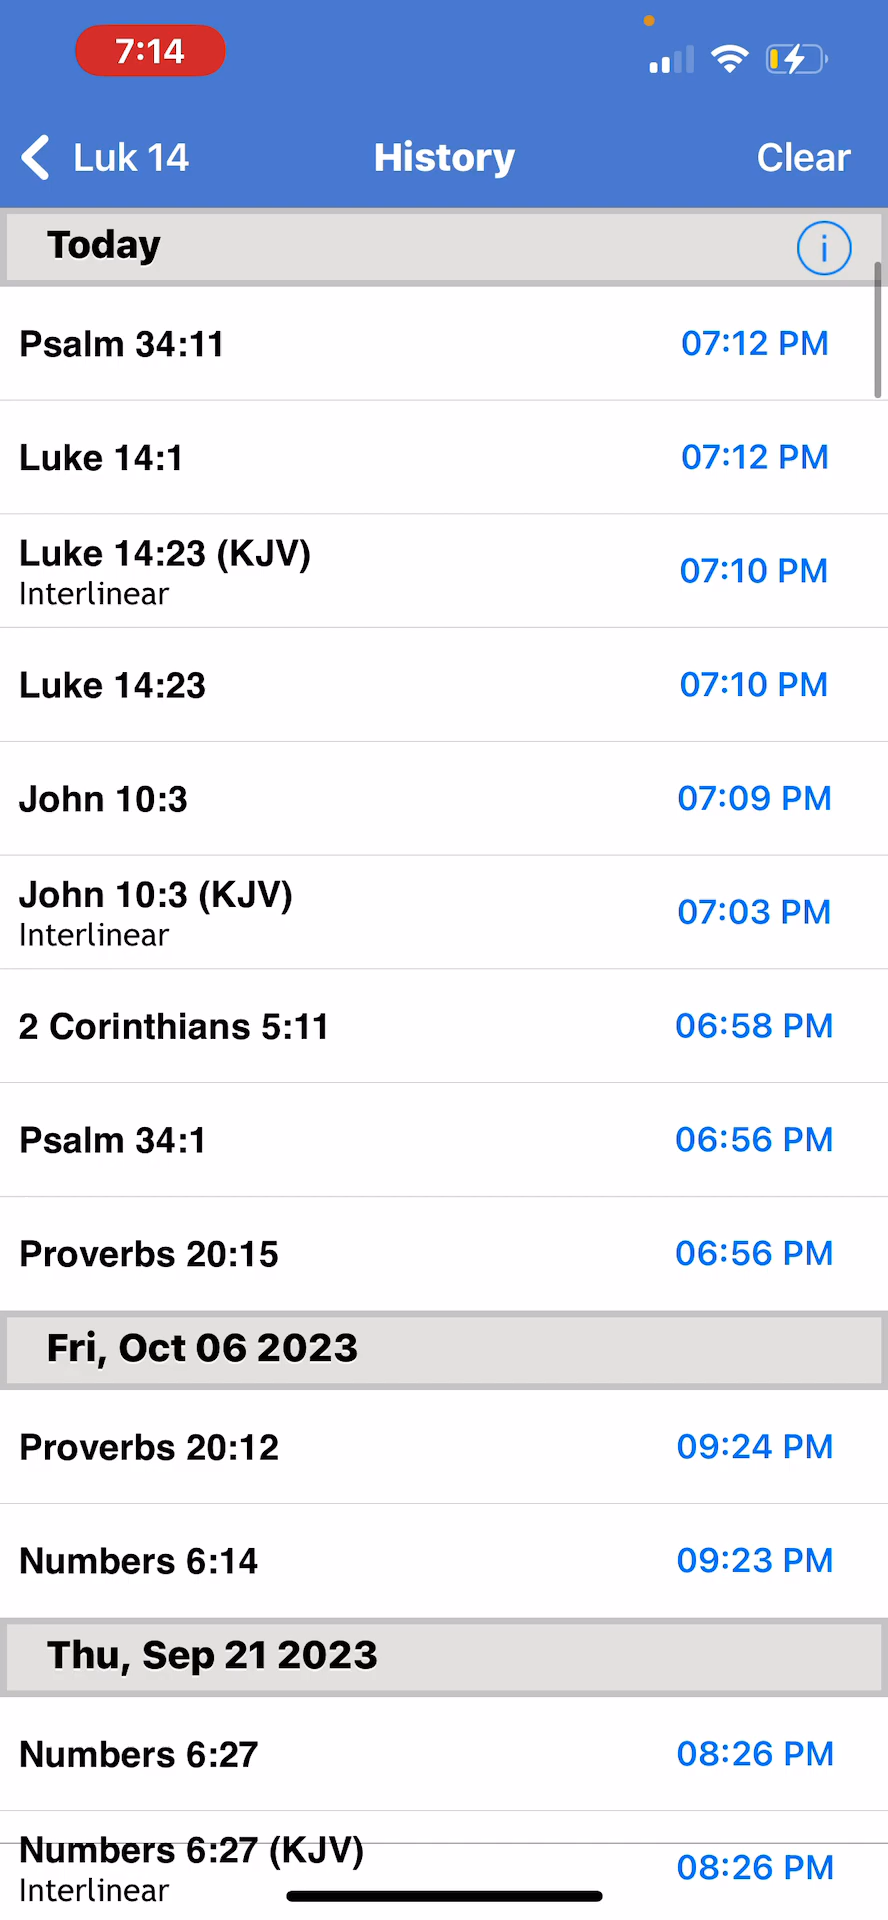 7:14
Luk 14 History Clear
Today
Psalm 34:11 07:12 PM
Luke 14:1 07:12 PM
Luke 14:23 (KJV)
Interlinear 07:10 PM
Luke 14:23 07:10 PM
John 10:3 07:09 PM
John 10:3 (KJV)
Interlinear 07:03 PM
2 Corinthians 5:11 06:58 PM
Psalm 34:1 06:56 PM
Proverbs 20:15 06:56 PM
Fri, Oct 06 2023
Proverbs 20:12 09:24 PM
Numbers 6:14 09:23 PM
Thu, Sep 21 2023
Numbers 6:27 08:26 PM
Numbers 6:27 (KJV)
Interlinear 08:26 PM